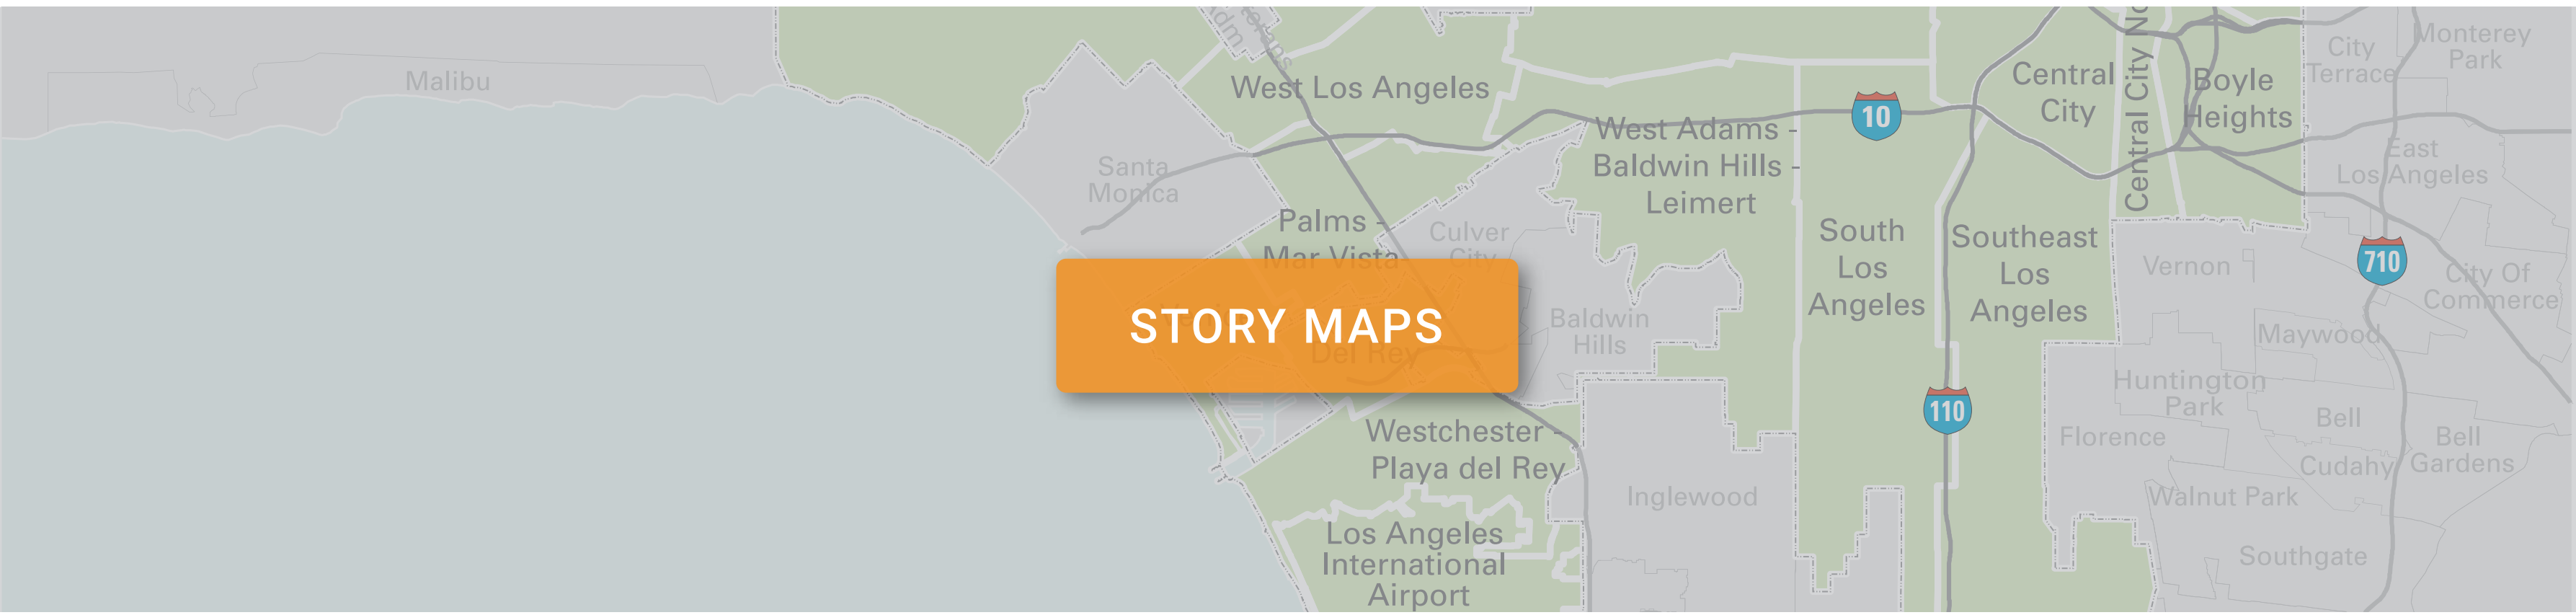 Adm
terans
Malibu
West Los Angeles
Central
City
Central City No
Boyle
Heights
City
Terrace
Monterey
Park
10
West Adams -
Baldwin Hills -
Leimert
Santa
Monica
East
Los Angeles
Palms -
Mar Vista
Culver
City
South
Los
Angeles
Southeast
Los
Angeles
Vernon
710
City Of
Commerce
STORY MAPS
Del Rey
Baldwin
Hills
Maywood
Huntington
Park
110
Bell
Florence
Bell
Gardens
Cudahy
Westchester -
Playa del Rey
Inglewood
Walnut Park
Los Angeles
International
Airport
Southgate